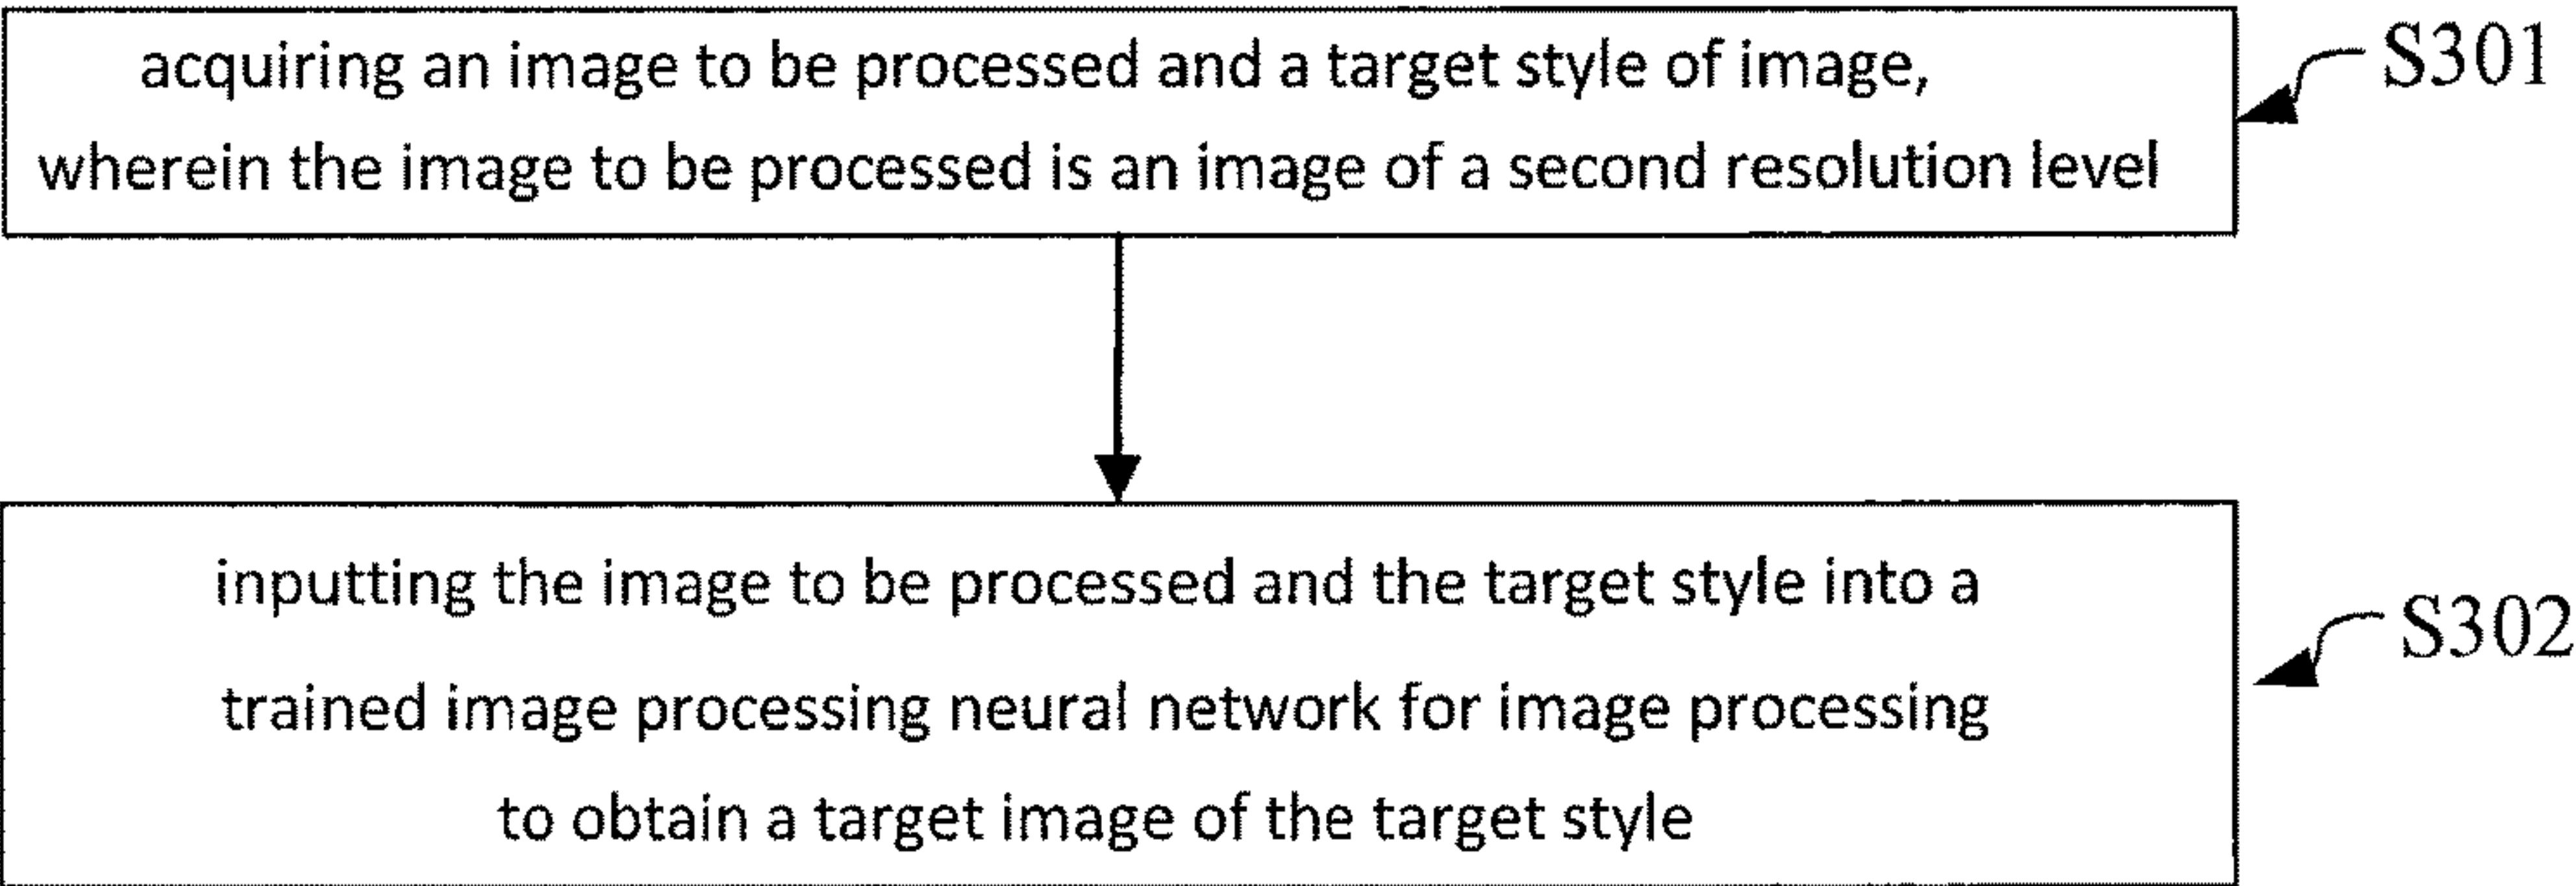 acquiring an image to be processed and a target style of image,
wherein the image to be processed is an image of a second resolution level
S301
inputting the image to be processed and the target style into a
trained image processing neural network for image processing
to obtain a target image of the target style
S302